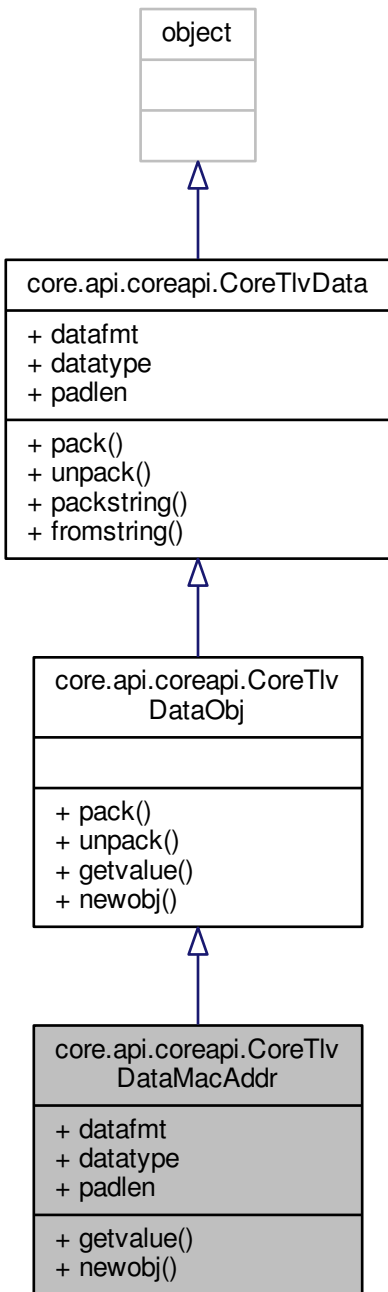 object
core.api.coreapi.CoreTlvData
+ datafmt
+ datatype
+ padlen
+ pack()
+ unpack()
+ packstring()
+ fromstring()
core.api.coreapi.CoreTlv
DataObj
+ pack()
+ unpack()
+ getvalue()
+ newobj()
core.api.coreapi.CoreTlv
DataMacAddr
+ datafmt
+ datatype
+ padlen
+ getvalue()
+ newobj()